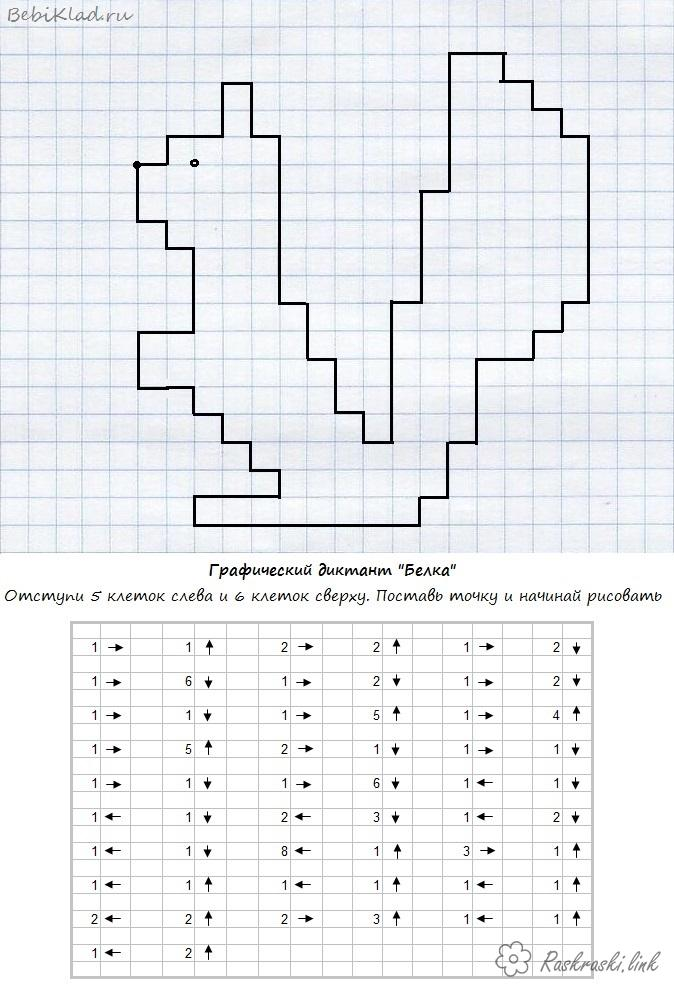 BebiKlad.ru
Графический диктант "Белка"
Отступи 5 клеток слева и 6 клеток сверху. Поставь точку и начинай рисовать
1 → 1 ↑ 2 → 2 ↑ 1 → 2 ↓
1 → 6 ↓ 1 → 2 ↓ 1 → 2 ↓
1 → 1 ↓ 1 → 5 ↑ 1 → 4 ↑
1 → 5 ↑ 2 → 1 ↓ 1 → 1 ↓
1 → 1 ↓ 1 → 6 ↓ 1 ← 1 ↓
1 ← 1 ↓ 2 ← 3 ↓ 1 ← 2 ↓
1 ← 1 ↓ 8 ← 1 ↑ 3 → 1 ↑
1 ← 1 ↑ 1 ← 1 ↑ 1 ← 1 ↑
2 ← 2 ↑ 2 → 3 ↑ 1 ← 1 ↑
1 ← 2 ↑
Raskraski.link